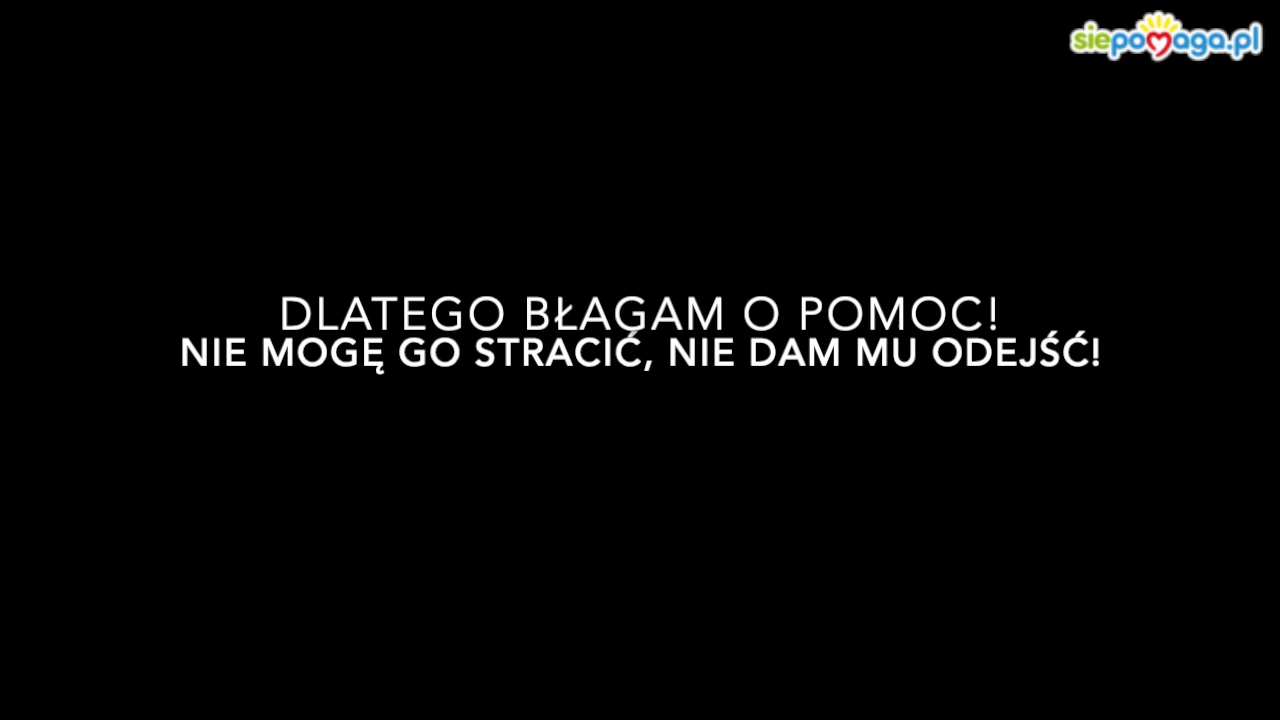 siepomaga.pl
DLATEGO BŁAGAM O POMOC!
NIE MOGĘ GO STRACIĆ, NIE DAM MU ODEJŚĆ!